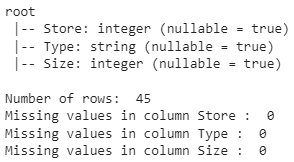 root
 |-- Store: integer (nullable = true)
 |-- Type: string (nullable = true)
 |-- Size: integer (nullable = true)

Number of rows:  45
Missing values in column Store :  0
Missing values in column Type :  0
Missing values in column Size :  0